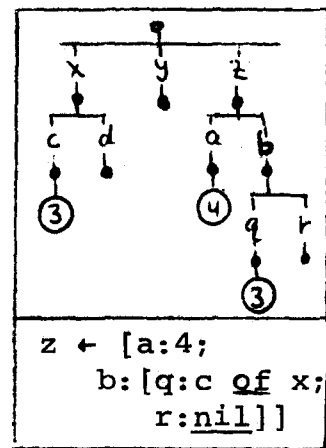 x y z
c d a b
3 4 q r
3
z ← [a:4;
b:[q:c of x;
r:nil]]